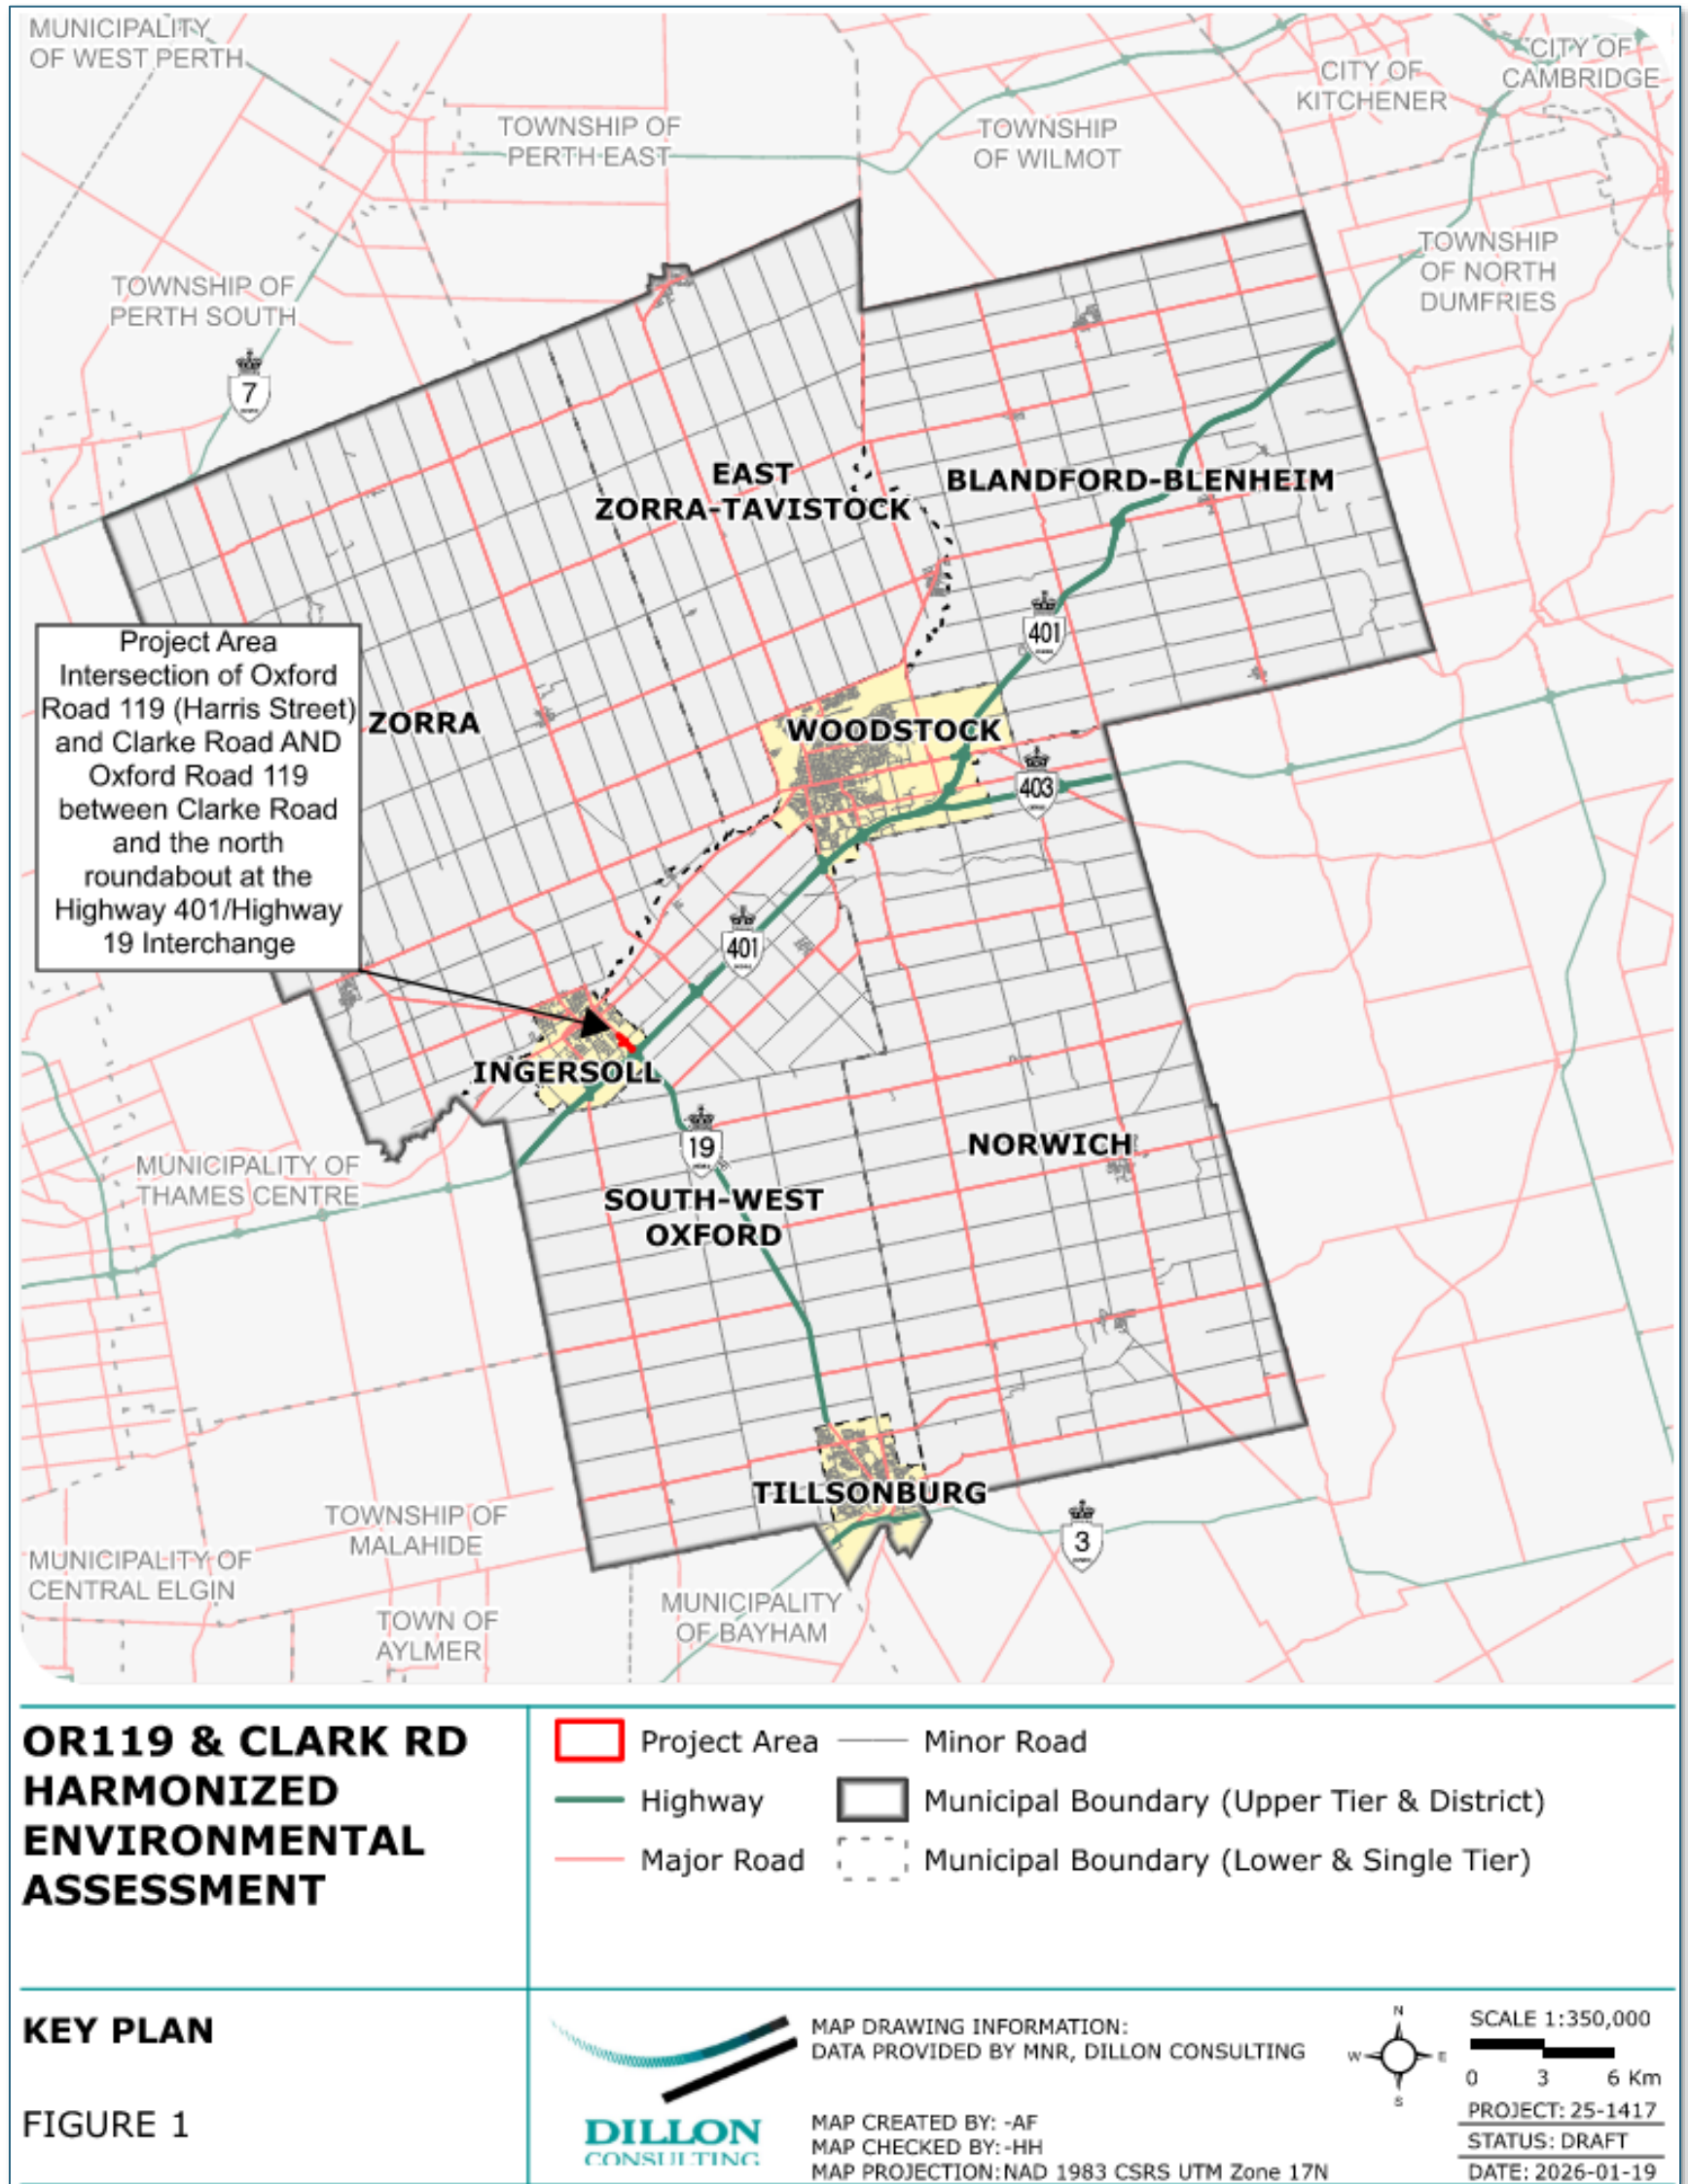 MUNICIPALITY
OF WEST PERTH
CITY OF
KITCHENER
CITY OF
CAMBRIDGE
TOWNSHIP OF
PERTH EAST
TOWNSHIP
OF WILMOT
TOWNSHIP
OF NORTH
DUMFRIES
TOWNSHIP OF
PERTH SOUTH
7
EAST
ZORRA-TAVISTOCK
BLANDFORD-BLENHEIM
401
Project Area
Intersection of Oxford
Road 119 (Harris Street)
and Clarke Road AND
Oxford Road 119
between Clarke Road
and the north
roundabout at the
Highway 401/Highway
19 Interchange
ZORRA
WOODSTOCK
403
401
INGERSOLL
19
NORWICH
MUNICIPALITY OF
THAMES CENTRE
SOUTH-WEST
OXFORD
TILLSONBURG
TOWNSHIP OF
MALAHIDE
3
MUNICIPALITY OF
CENTRAL ELGIN
TOWN OF
AYLMER
MUNICIPALITY
OF BAYHAM
OR119 & CLARK RD
HARMONIZED
ENVIRONMENTAL
ASSESSMENT
Project Area
Highway
Major Road
Minor Road
Municipal Boundary (Upper Tier & District)
Municipal Boundary (Lower & Single Tier)
KEY PLAN
FIGURE 1
DILLON
CONSULTING
MAP DRAWING INFORMATION:
DATA PROVIDED BY MNR, DILLON CONSULTING
MAP CREATED BY: -AF
MAP CHECKED BY: -HH
MAP PROJECTION: NAD 1983 CSRS UTM Zone 17N
N
W E
S
SCALE 1:350,000
0 3 6 Km
PROJECT: 25-1417
STATUS: DRAFT
DATE: 2026-01-19